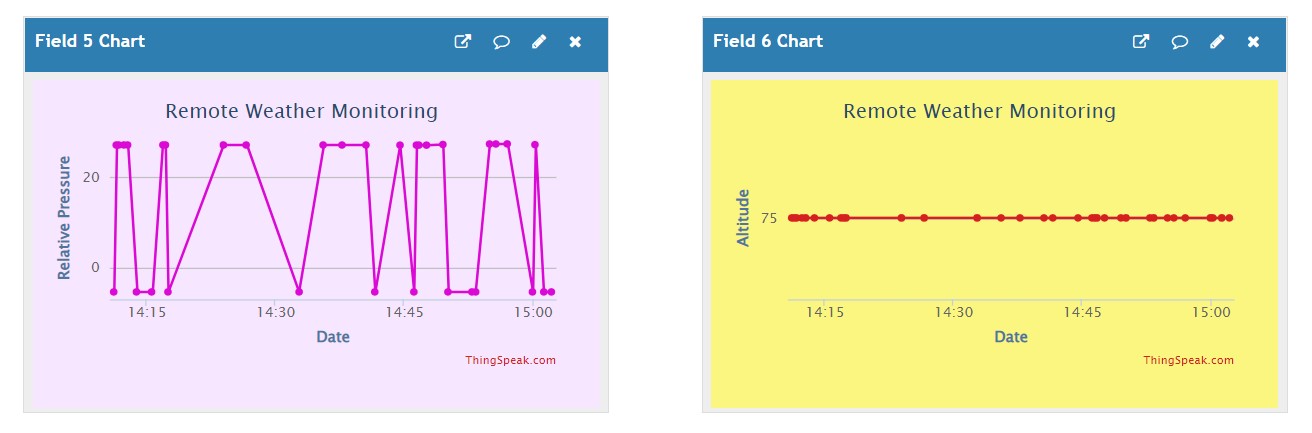 Field 5 Chart
Remote Weather Monitoring
Relative Pressure
20
0
14:15 14:30 14:45 15:00
Date
ThingSpeak.com
Field 6 Chart
Remote Weather Monitoring
Altitude
75
14:15 14:30 14:45 15:00
Date
ThingSpeak.com